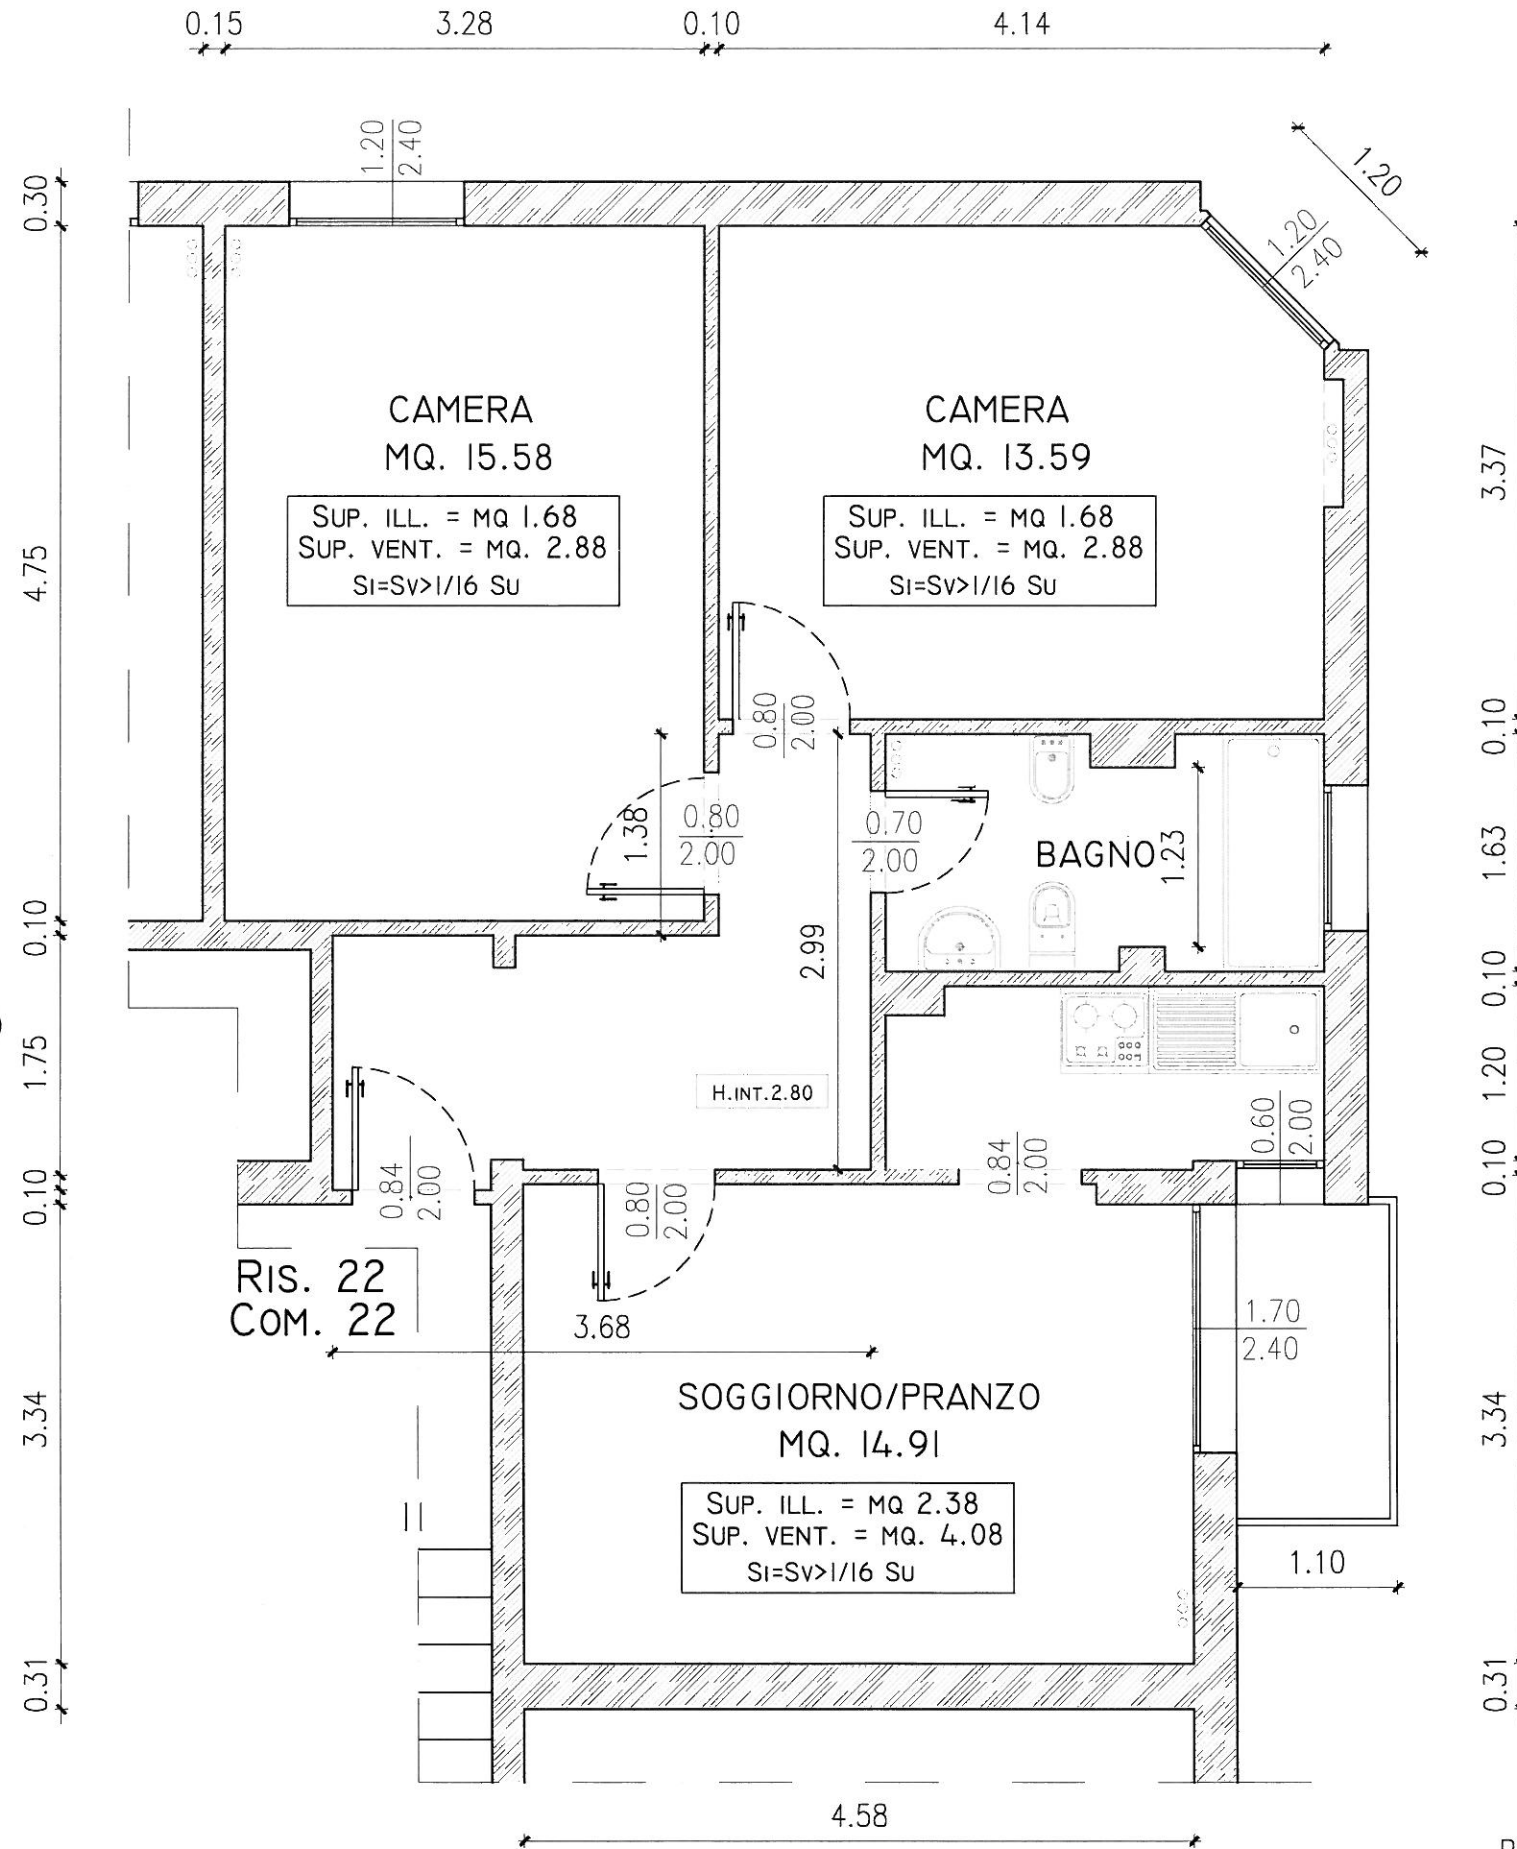 0.15
3.28
0.10
4.14
1.20
2.40
1.20
1.20
2.40
0.30
4.75
0.10
1.75
0.10
3.34
0.31
CAMERA
MQ. 15.58
SUP. ILL. = MQ 1.68
SUP. VENT. = MQ. 2.88
SI=SV>1/16 SU
CAMERA
MQ. 13.59
SUP. ILL. = MQ 1.68
SUP. VENT. = MQ. 2.88
SI=SV>1/16 SU
3.37
0.10
1.63
0.10
1.20
0.10
3.34
0.31
0.80
2.00
1.38
0.80
2.00
0.70
2.00
BAGNO
1.23
2.99
H.INT.2.80
0.84
2.00
0.80
2.00
0.84
2.00
0.60
2.00
RIS. 22
COM. 22
3.68
1.70
2.40
SOGGIORNO/PRANZO
MQ. 14.91
SUP. ILL. = MQ 2.38
SUP. VENT. = MQ. 4.08
SI=SV>1/16 SU
1.10
4.58